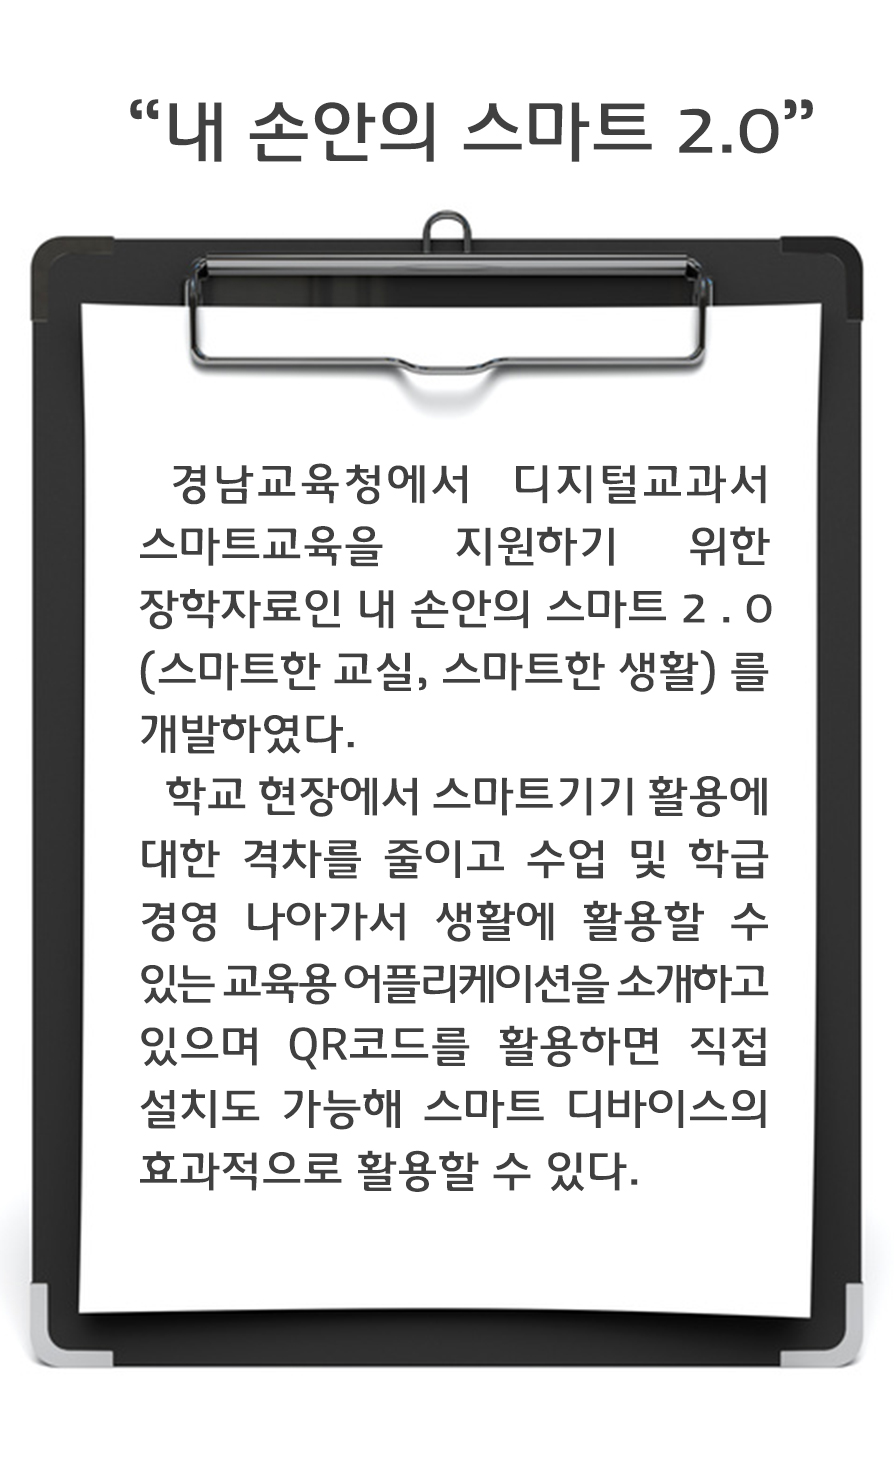 “내 손안의 스마트 2.0”
경남교육청에서 디지털교과서
스마트교육을 지원하기 위한
장학자료인 내 손안의 스마트 2.0
(스마트한 교실, 스마트한 생활) 를
개발하였다.
학교 현장에서 스마트기기 활용에
대한 격차를 줄이고 수업 및 학급
경영 나아가서 생활에 활용할 수
있는 교육용 어플리케이션을 소개하고
있으며 QR코드를 활용하면 직접
설치도 가능해 스마트 디바이스의
효과적으로 활용할 수 있다.